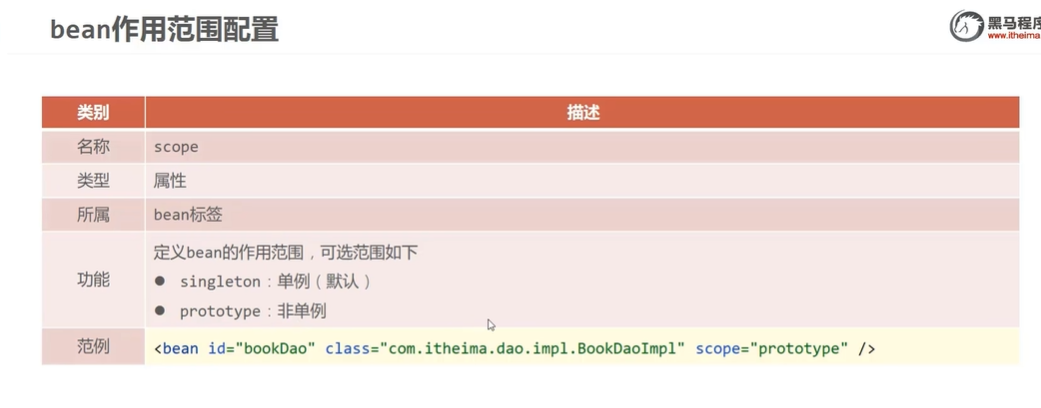 bean作用范围配置
黑马程序
www.itheima
类别 描述
名称 scope
类型 属性
所属 bean标签
功能 定义bean的作用范围，可选范围如下
● singleton：单例（默认）
● prototype：非单例
范例 <bean id="bookDao" class="com.itheima.dao.impl.BookDaoImpl" scope="prototype" />